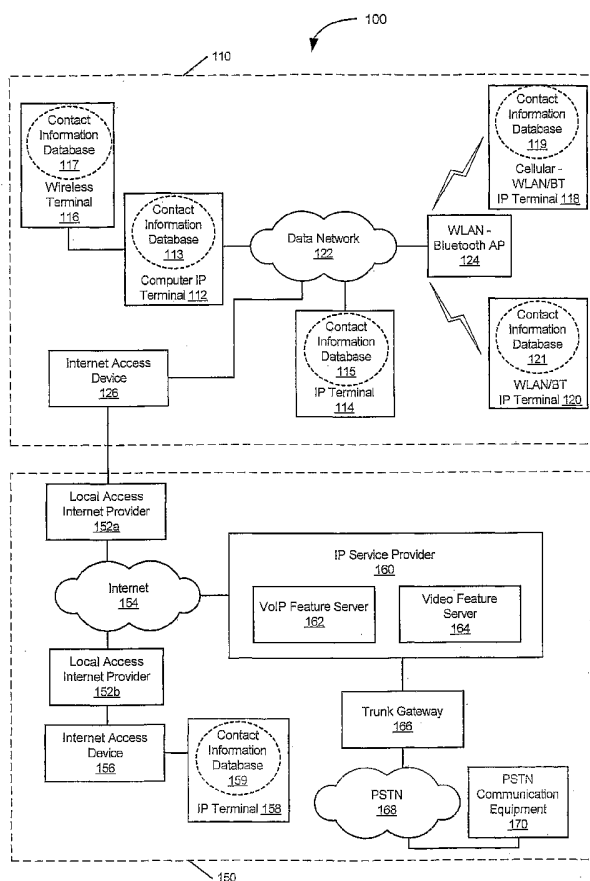 100
110
Contact
Information
Database
117
Wireless
Terminal
116
Contact
Information
Database
113
Computer IP
Terminal 112
Data Network
122
Contact
Information
Database
119
Cellular -
WLAN/BT
IP Terminal 118
WLAN -
Bluetooth AP
124
Contact
Information
Database
121
WLAN/BT
IP Terminal 120
Contact
Information
Database
115
IP Terminal
114
Internet Access
Device
126
Local Access
Internet Provider
152a
Internet
154
IP Service Provider
160
VoIP Feature Server
162
Video Feature
Server
164
Local Access
Internet Provider
152b
Internet Access
Device
156
Contact
Information
Database
159
IP Terminal 158
Trunk Gateway
166
PSTN
168
PSTN
Communication
Equipment
170
150